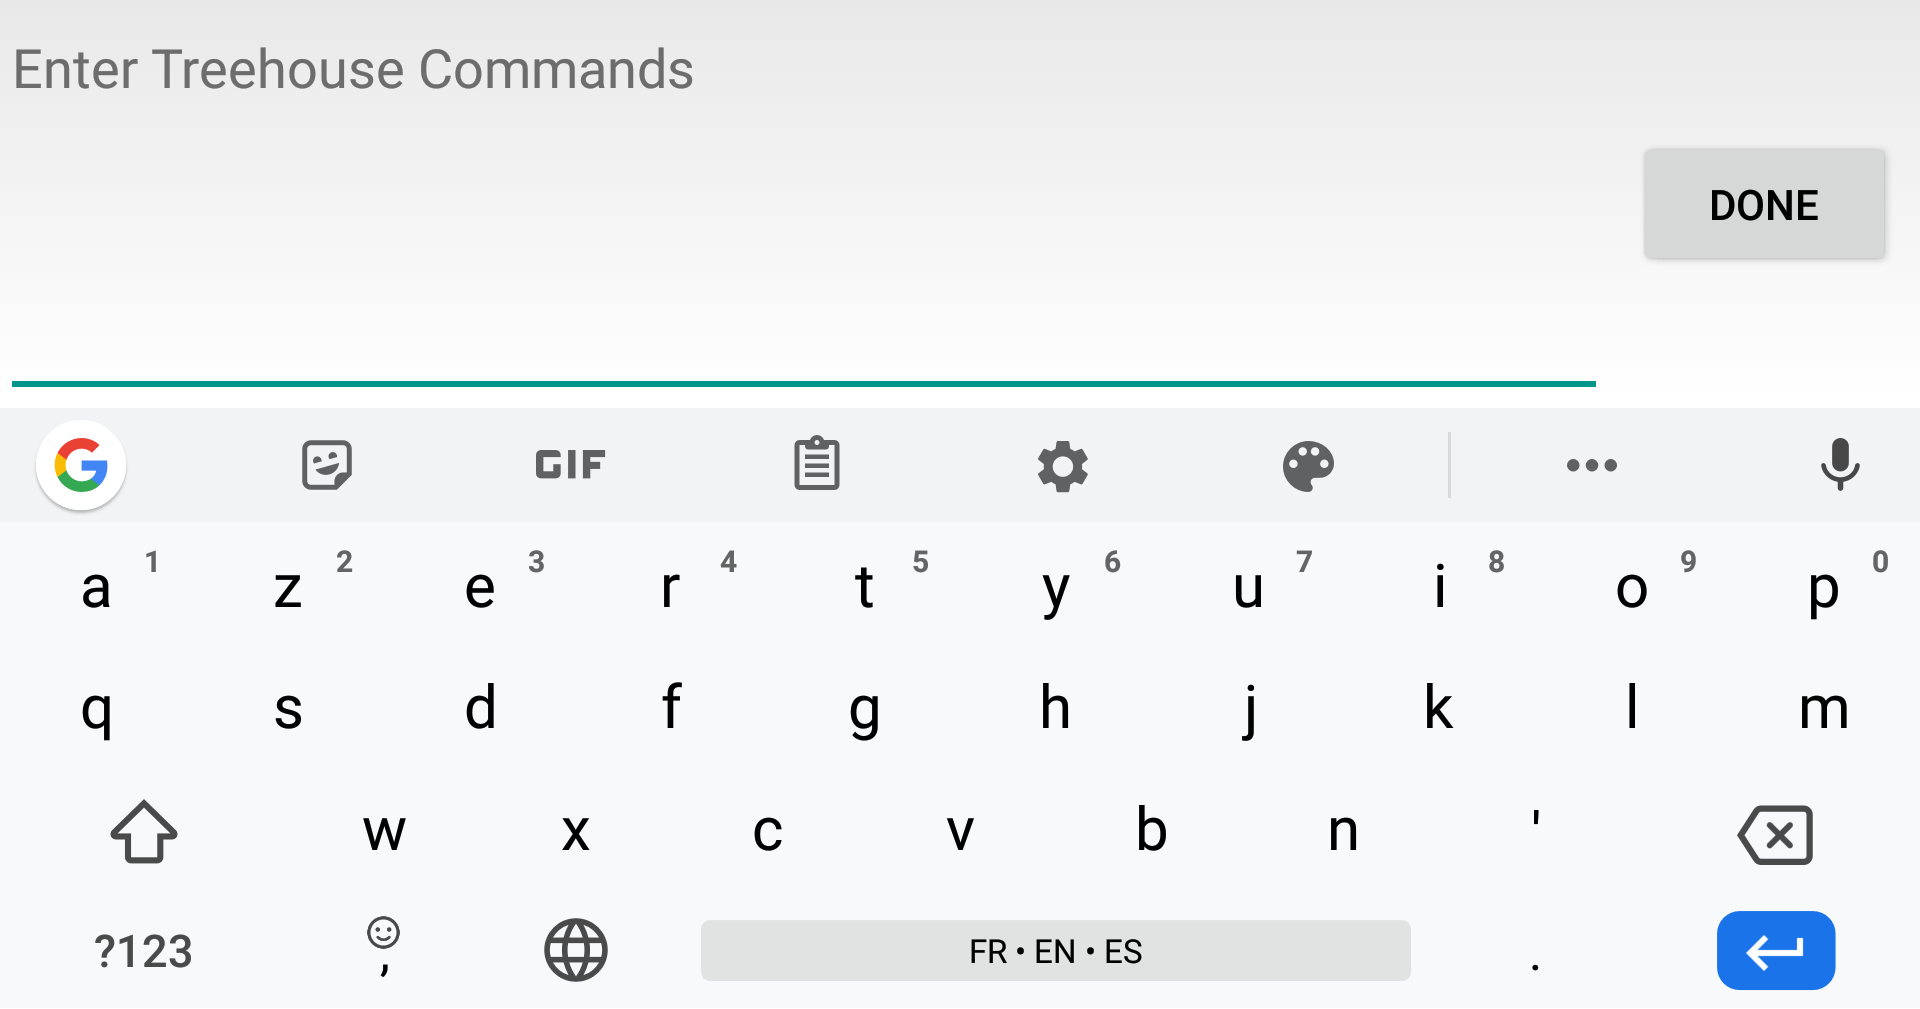 Enter Treehouse Commands
DONE
GIF
a 1 z 2 e 3 r 4 t 5 y 6 u 7 i 8 o 9 p 0
q s d f g h j k l m
w x c v b n '
?123 , FR • EN • ES .